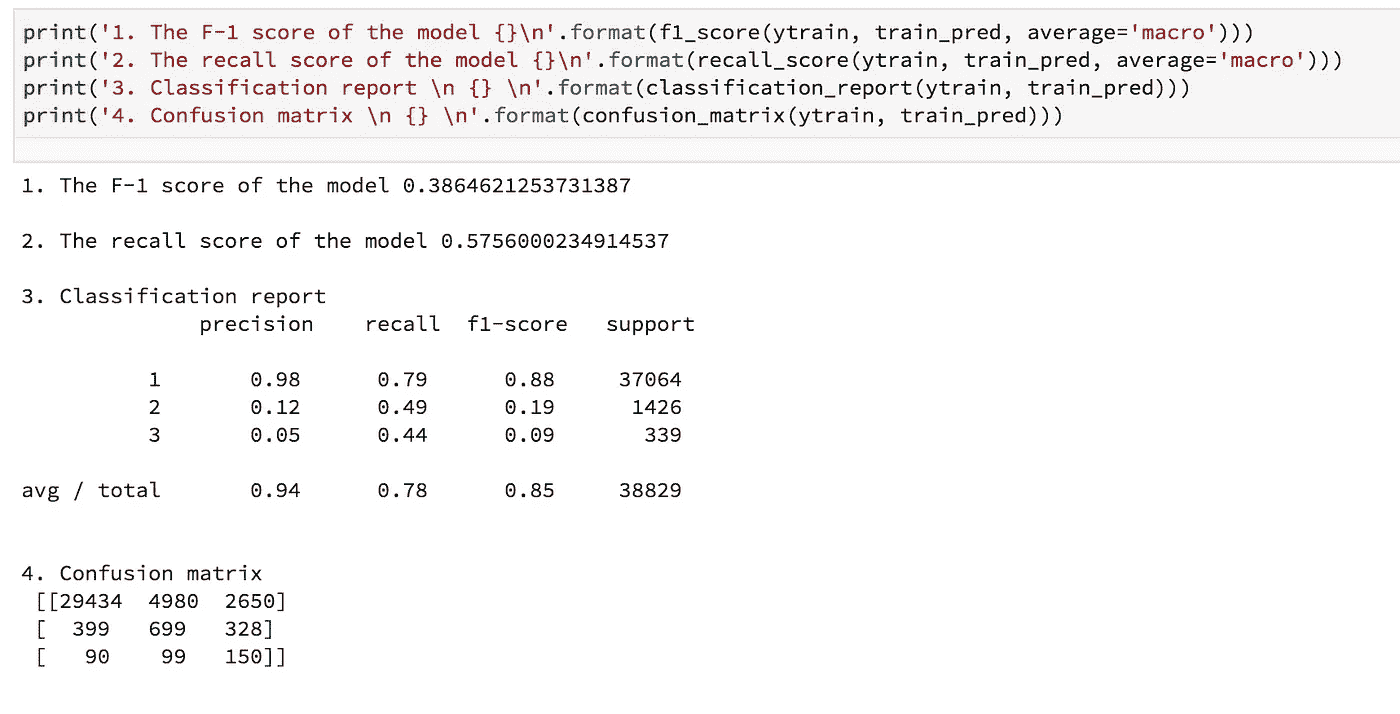 print('1. The F-1 score of the model {}\n'.format(f1_score(ytrain, train_pred, average='macro')))
print('2. The recall score of the model {}\n'.format(recall_score(ytrain, train_pred, average='macro')))
print('3. Classification report \n {} \n'.format(classification_report(ytrain, train_pred)))
print('4. Confusion matrix \n {} \n'.format(confusion_matrix(ytrain, train_pred)))
1. The F-1 score of the model 0.3864621253731387
2. The recall score of the model 0.5756000234914537
3. Classification report
precision recall f1-score support
1 0.98 0.79 0.88 37064
2 0.12 0.49 0.19 1426
3 0.05 0.44 0.09 339
avg / total 0.94 0.78 0.85 38829
4. Confusion matrix
[[29434 4980 2650]
[ 399 699 328]
[ 90 99 150]]